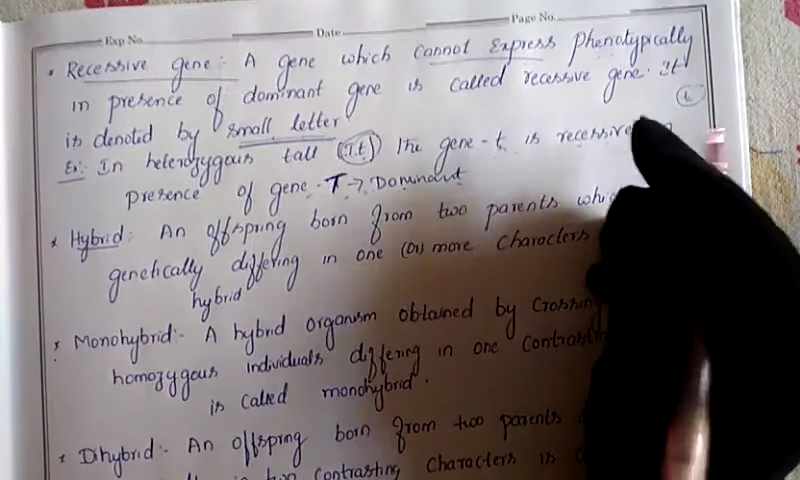 Exp No. Date Page No.
* Recessive gene:- A gene which cannot Express phenotypically
in presence of dominant gene is called recessive gene. It
is denoted by small letter (t)
Ex:- In heterozygous tall (T.t) The gene-t, is recessive
presence of gene. T → Dominant
* Hybrid: An offspring born from two parents
genetically differing in one (or) more characters
hybrid
* Monohybrid:- A hybrid organism obtained by Crossing
homozygous individuals differing in one
is called monohybrid.
* Dihybrid:- An offspring born from two parents
in two contrasting characters is